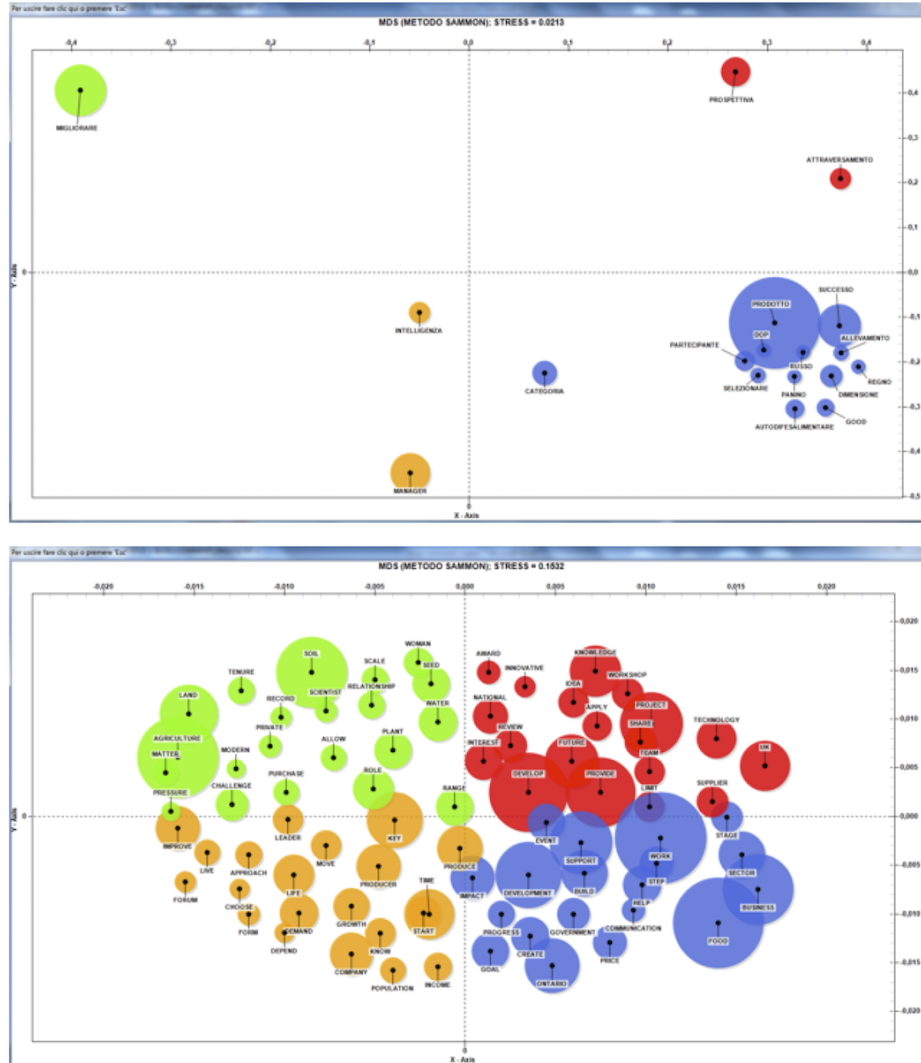 Per uscire fare clic qui o premere 'Esc'
MDS (METODO SAMMON); STRESS = 0.0213
-0,4 -0,3 -0,1 0 0,1 0,3 0,4
MIGLIORARE
PROSPETTIVA
ATTRAVERSAMENTO
0,4
0,3
0,2
0,1
0 0,0
Y - Axis
INTELLIGENZA
PRODOTTO
SUCCESSO
DOP
ALLEVAMENTO
PARTECIPANTE
RUSSO
REGNO
CATEGORIA
SELEZIONARE
PANINO
DIMENSIONE
AUTODIFESALIMENTARE
GOOD
MANAGER
-0,1
-0,2
-0,3
-0,4
-0,5
0
X - Axis
Per uscire fare clic qui o premere 'Esc'
MDS (METODO SAMMON); STRESS = 0.1532
-0,020 -0,015 -0,010 -0,005 0,000 0,005 0,010 0,015 0,020
WOMAN
SOIL
SCALE
SEED
AWARD
KNOWLEDGE
TENURE
RELATIONSHIP
INNOVATIVE
IDEA
WORKSHOP
LAND
RECORD
SCIENTIST
WATER
NATIONAL
APPLY
PROJECT
SHARE
TECHNOLOGY
AGRICULTURE
PRIVATE
PLANT
REVIEW
MATTER
MODERN
ALLOW
INTEREST
FUTURE
TEAM
UK
PRESSURE
CHALLENGE
PURCHASE
ROLE
RANGE
DEVELOP
PROVIDE
LIMIT
SUPPLIER
IMPROVE
LEADER
KEY
EVENT
STAGE
LIVE
APPROACH
MOVE
PRODUCE
SUPPORT
WORK
SECTOR
FORUM
CHOOSE
LIFE
PRODUCER
TIME
IMPACT
DEVELOPMENT
BUILD
STEP
HELP
BUSINESS
FORM
DEMAND
GROWTH
START
PROGRESS
GOVERNMENT
COMMUNICATION
FOOD
DEPEND
COMPANY
KNOW
GOAL
CREATE
PRICE
POPULATION
INCOME
ONTARIO
0,020
0,015
0,010
0,005
0 0,000
-0,005
-0,010
-0,015
-0,020
Y - Axis
0
X - Axis